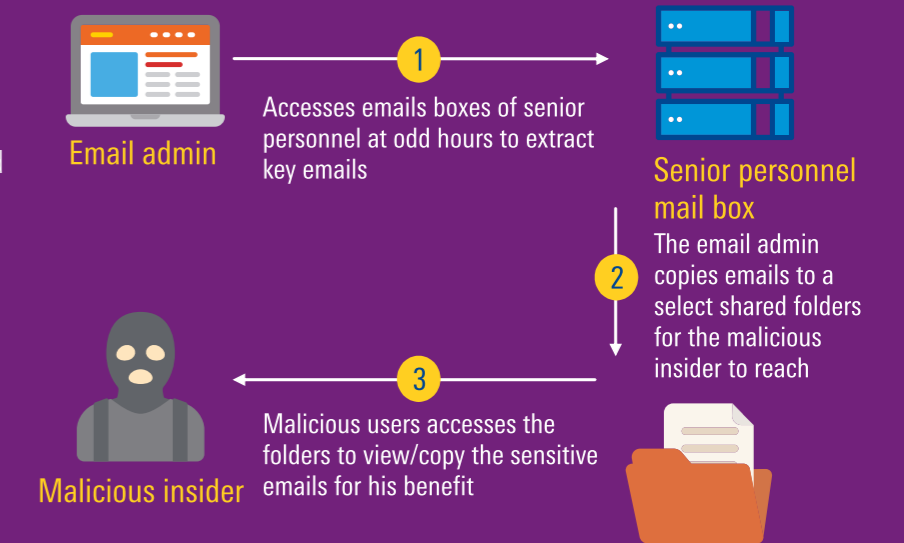 1
Accesses emails boxes of senior
personnel at odd hours to extract
key emails
Email admin
Senior personnel
mail box
2
The email admin
copies emails to a
select shared folders
for the malicious
insider to reach
3
Malicious users accesses the
folders to view/copy the sensitive
emails for his benefit
Malicious insider